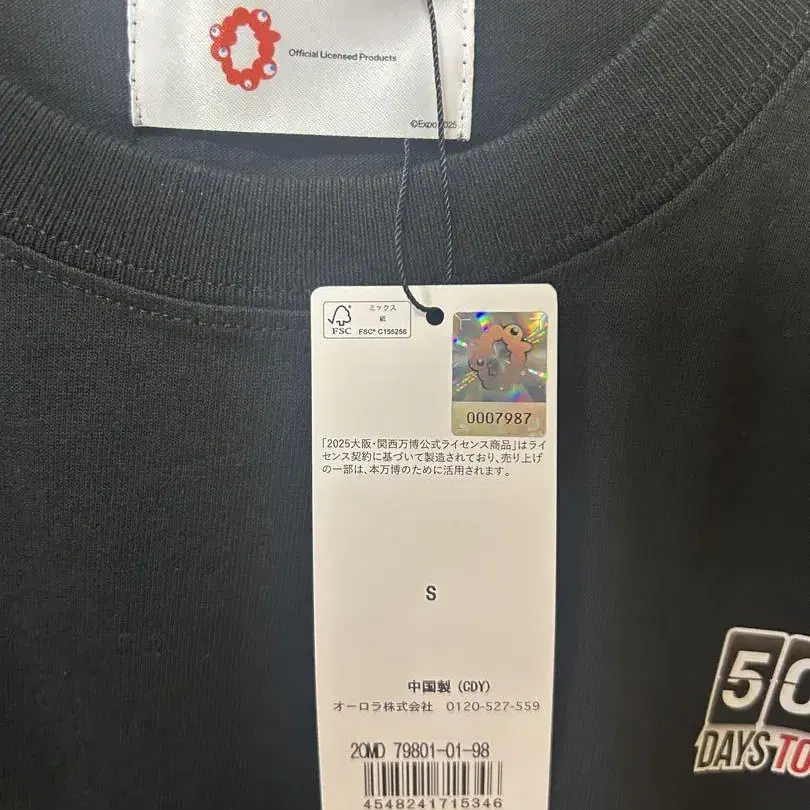 Official Licensed Products
©Expo 2025
ミックス
紙
FSC
FSC® C155256
0007987
「2025大阪・関西万博公式ライセンス商品」はライ
センス契約に基づいて製造されており、売り上げ
の一部は、本万博のために活用されます。
S
中国製 (CDY)
オーロラ株式会社 0120-527-559
20MD 79801-01-98
4548241715346
50
DAYS TO